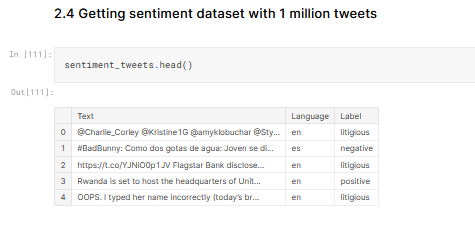 2.4 Getting sentiment dataset with 1 million tweets
In [111]:
sentiment_tweets.head()
Out[111]:
Text Language Label
0 @Charlie_Corley @Kristine1G @amyklobuchar @Sty... en litigious
1 #BadBunny: Como dos gotas de agua: Joven se di... es negative
2 https://t.co/YJNiO0p1JV Flagstar Bank disclose... en litigious
3 Rwanda is set to host the headquarters of Unit... en positive
4 OOPS. I typed her name incorrectly (today’s br... en litigious